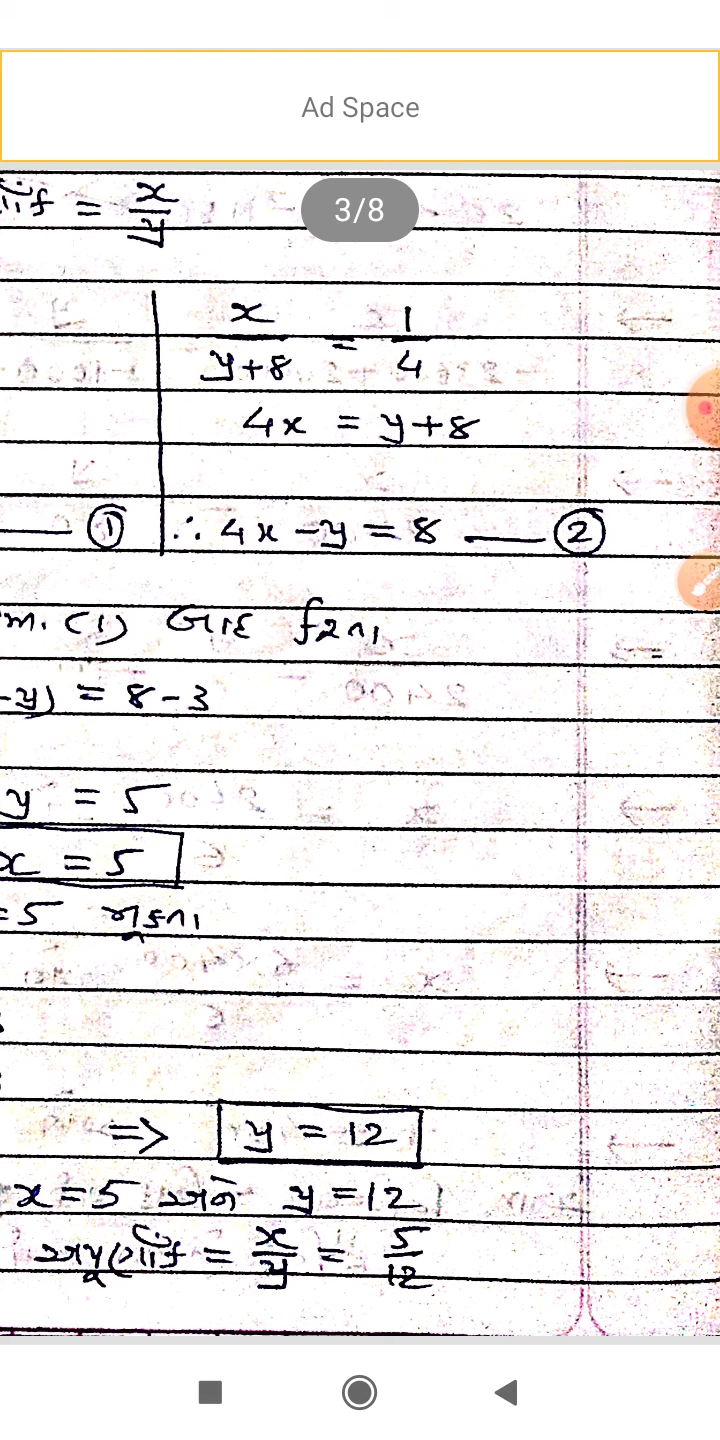 Ad Space
3/8
= x/y
x/(y+8) = 1/4
4x = y+8
—— ① ∴ 4x - y = 8 —— ②
(1) બાદ કરતા
-y) = 8-3
y = 5
x = 5
=5 મુકતા
=> y = 12
x = 5 અને y = 12
અપૂર્ણાંક = x/y = 5/12